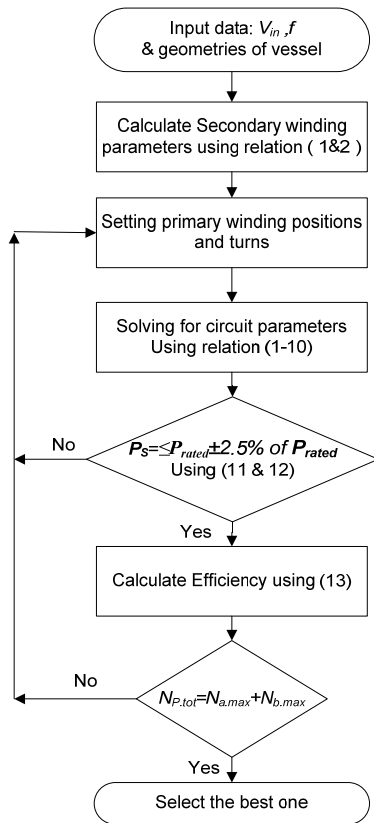 Input data: Vin ,f
& geometries of vessel
Calculate Secondary winding
parameters using relation ( 1&2 )
Setting primary winding positions
and turns
Solving for circuit parameters
Using relation (1-10)
No
PS=≤Prated±2.5% of Prated
Using (11 & 12)
Yes
Calculate Efficiency using (13)
No
NP.tot=Na.max+Nb.max
Yes
Select the best one